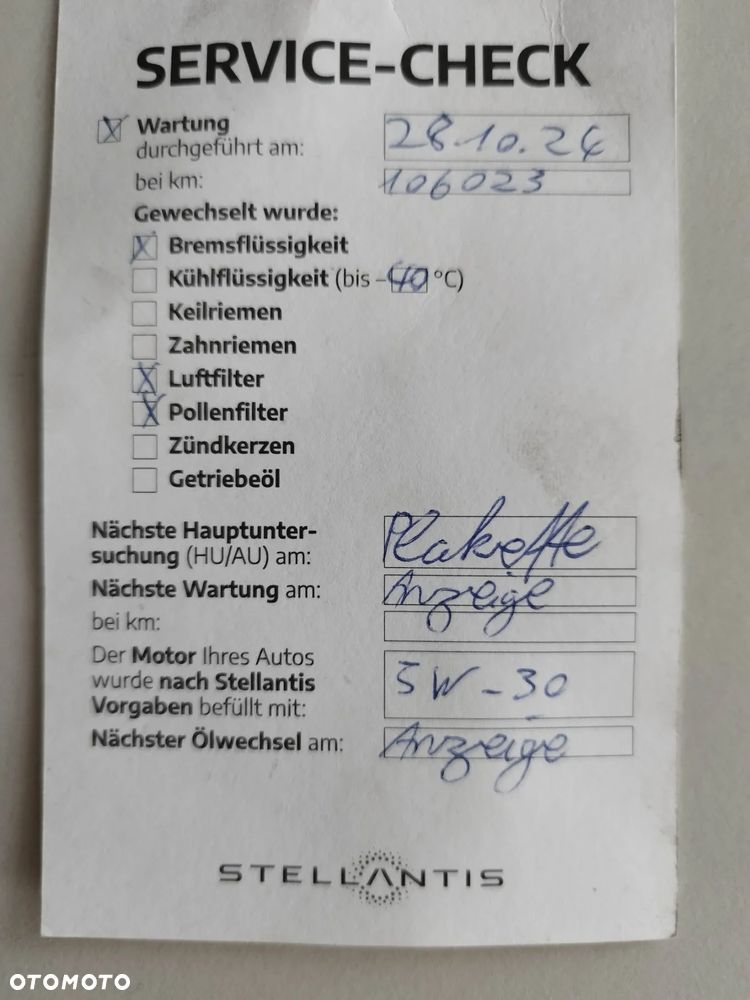 SERVICE-CHECK
X Wartung
durchgeführt am: 28.10.24
bei km: 106023
Gewechselt wurde:
X Bremsflüssigkeit
Kühlflüssigkeit (bis -40 °C)
Keilriemen
Zahnriemen
X Luftfilter
X Pollenfilter
Zündkerzen
Getriebeöl
Nächste Hauptunter-
suchung (HU/AU) am: Plakette
Nächste Wartung am: Anzeige
bei km:
Der Motor Ihres Autos
wurde nach Stellantis 5W-30
Vorgaben befüllt mit:
Nächster Ölwechsel am: Anzeige
STELLANTIS
OTOMOTO